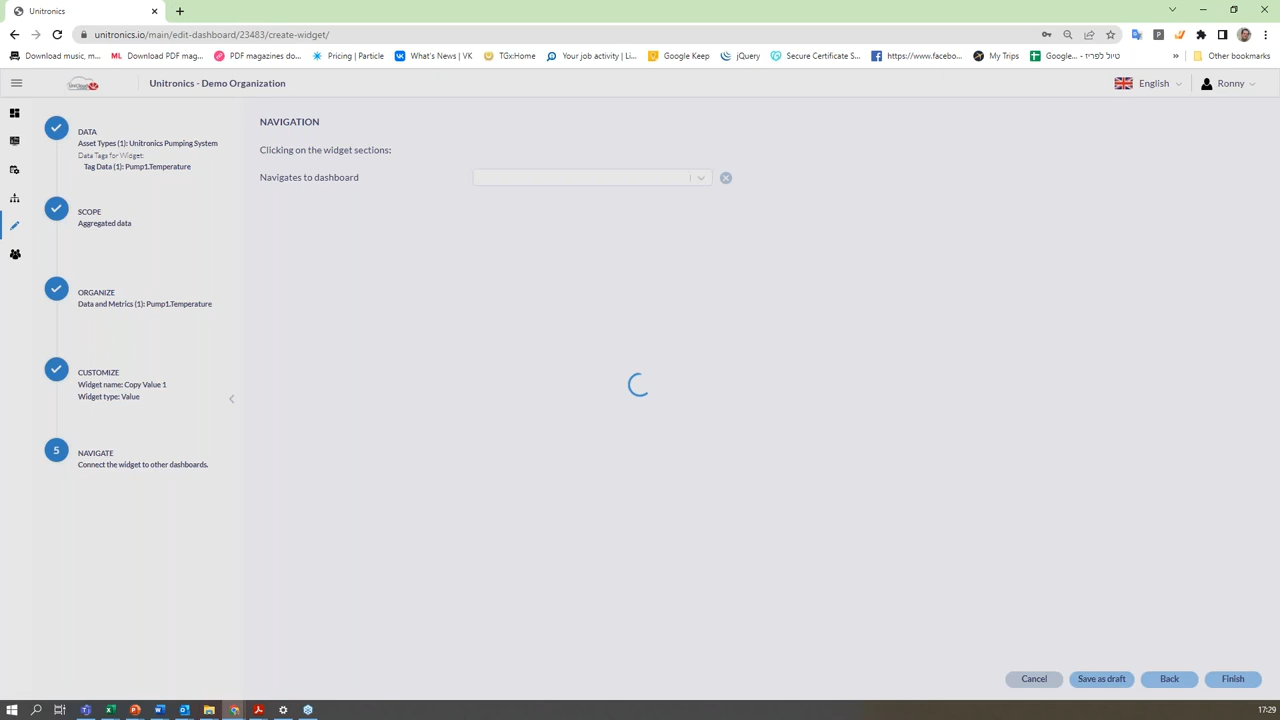 Unitronics
unitronics.io/main/edit-dashboard/23483/create-widget/
Download music, m... ML Download PDF mag... PDF magazines do... Pricing | Particle What's News | VK TGx:Home Your job activity | Li... Google Keep jQuery Secure Certificate S... https://www.facebo... My Trips Google... - טיול לפריז » Other bookmarks
Unitronics - Demo Organization
English
Ronny
DATA
Asset Types (1): Unitronics Pumping System
Data Tags for Widget:
Tag Data (1): Pump1.Temperature
SCOPE
Aggregated data
ORGANIZE
Data and Metrics (1): Pump1.Temperature
CUSTOMIZE
Widget name: Copy Value 1
Widget type: Value
5
NAVIGATE
Connect the widget to other dashboards.
NAVIGATION
Clicking on the widget sections:
Navigates to dashboard
Cancel Save as draft Back Finish
17:29